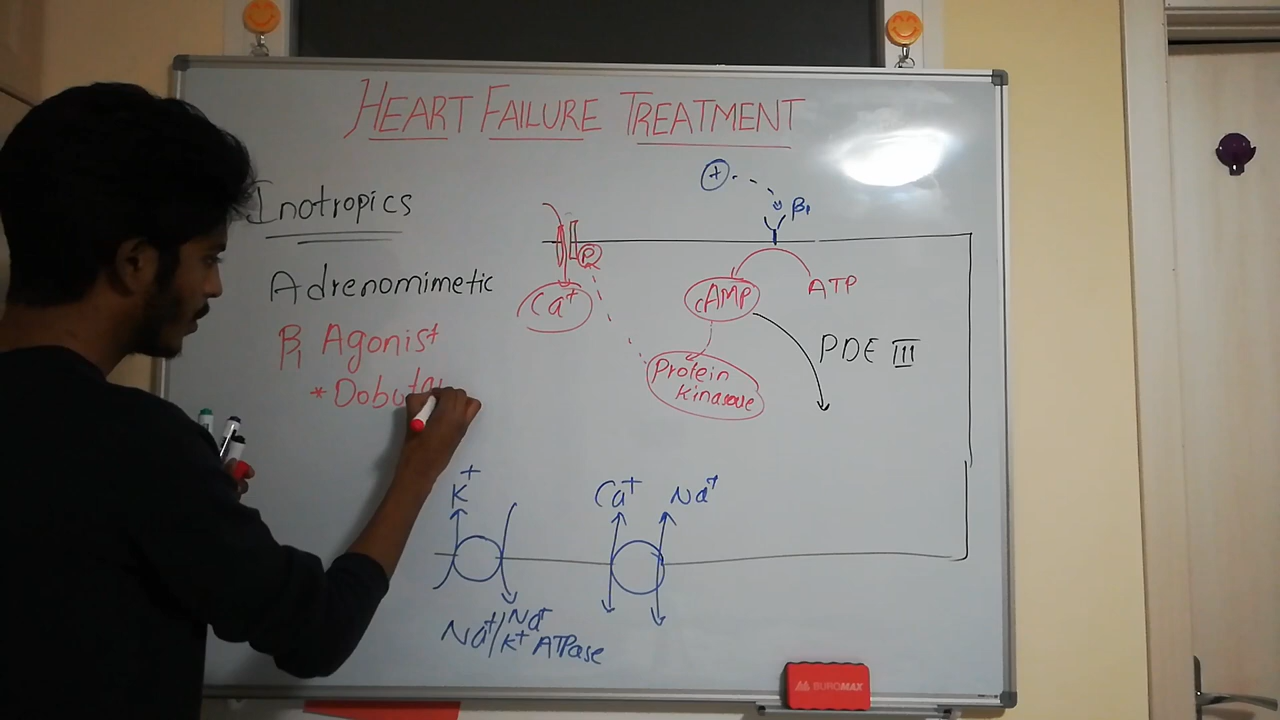 HEART FAILURE TREATMENT
Inotropics
Adrenomimetic
β1 Agonist
* Dobuta
+
β1
P
Ca+
cAMP
ATP
Protein
kinase
PDE III
K+
Ca+
Na+
Na+
Na+/K+ ATPase
BUROMAX